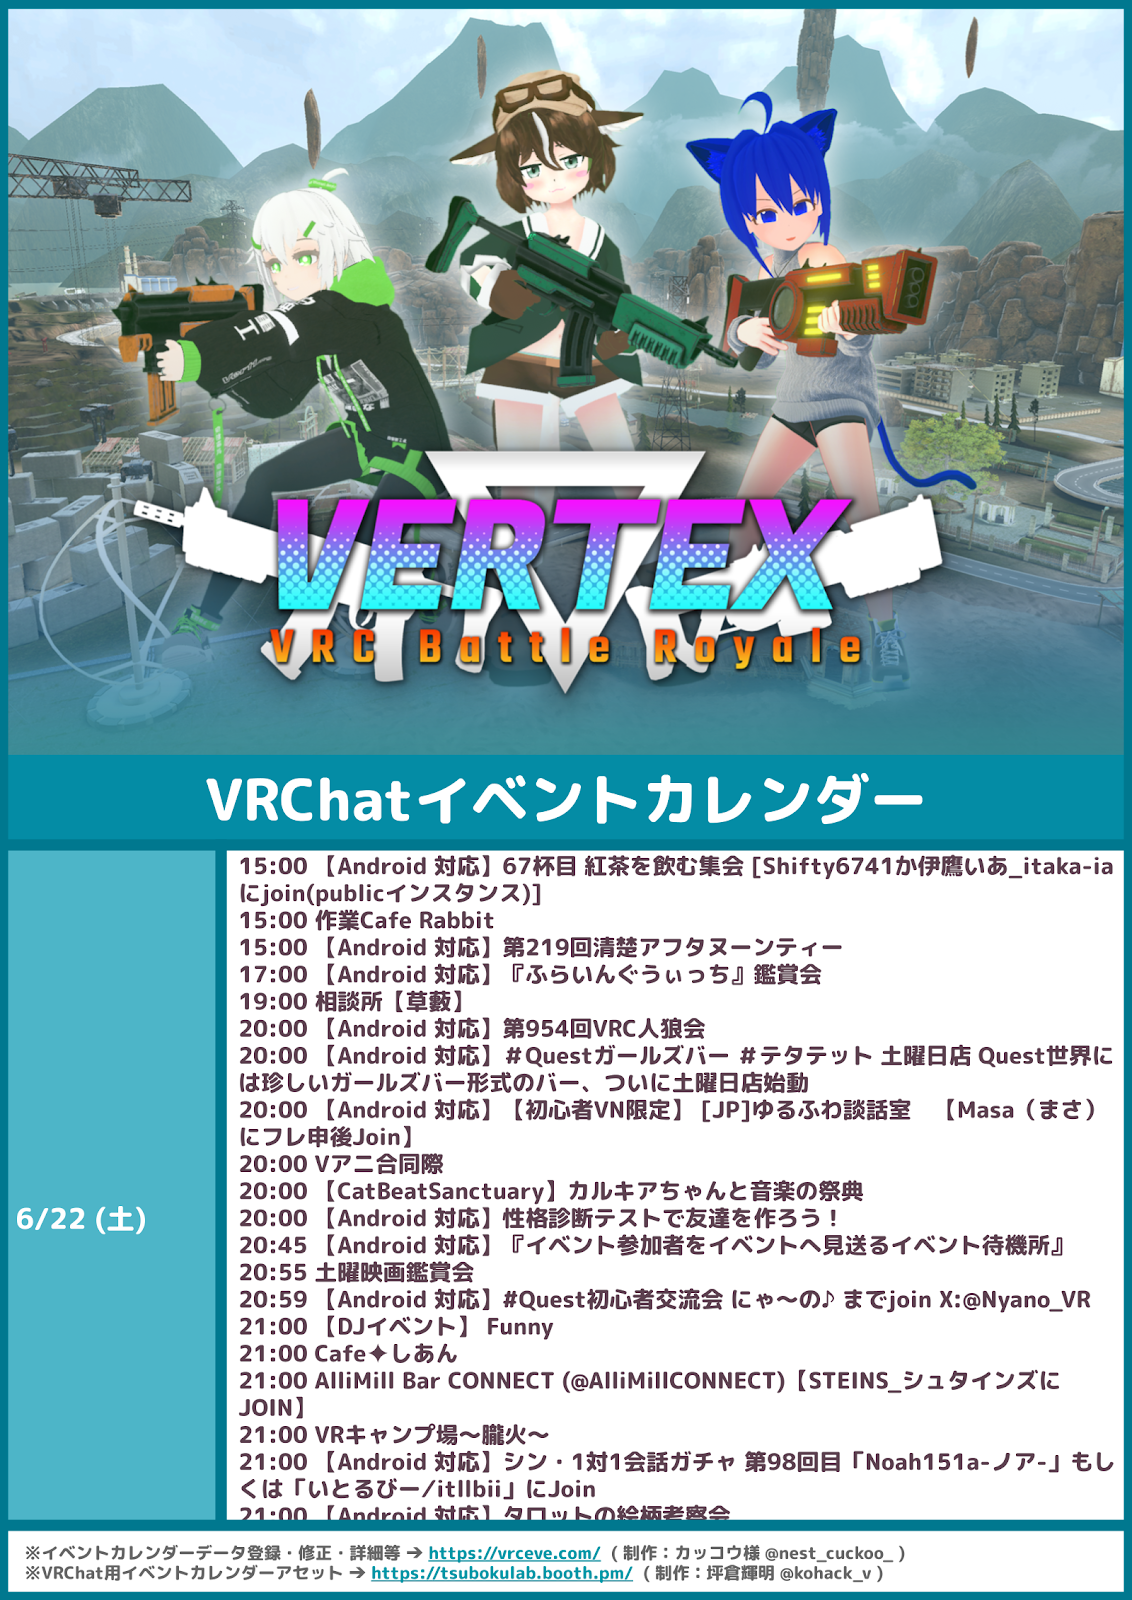 VERTEX
VRC Battle Royale
VRChatイベントカレンダー
6/22 (土)
15:00 【Android 対応】67杯目 紅茶を飲む集会 [Shifty6741か伊鷹いあ_itaka-ia
にjoin(publicインスタンス)]
15:00 作業Cafe Rabbit
15:00 【Android 対応】第219回清楚アフタヌーンティー
17:00 【Android 対応】『ふらいんぐうぃっち』鑑賞会
19:00 相談所【草藪】
20:00 【Android 対応】第954回VRC人狼会
20:00 【Android 対応】＃Questガールズバー ＃テタテット 土曜日店 Quest世界に
は珍しいガールズバー形式のバー、ついに土曜日店始動
20:00 【Android 対応】【初心者VN限定】 [JP]ゆるふわ談話室　【Masa（まさ）
にフレ申後Join】
20:00 Vアニ合同際
20:00 【CatBeatSanctuary】カルキアちゃんと音楽の祭典
20:00 【Android 対応】性格診断テストで友達を作ろう！
20:45 【Android 対応】『イベント参加者をイベントへ見送るイベント待機所』
20:55 土曜映画鑑賞会
20:59 【Android 対応】#Quest初心者交流会 にゃ～の♪ までjoin X:@Nyano_VR
21:00 【DJイベント】 Funny
21:00 Cafe✦しあん
21:00 AlliMill Bar CONNECT (@AlliMillCONNECT)【STEINS_シュタインズに
JOIN】
21:00 VRキャンプ場～朧火～
21:00 【Android 対応】シン・1対1会話ガチャ 第98回目「Noah151a-ノア-」もし
くは「いとるびー/itllbii」にJoin
21:00 【Android 対応】タロットの絵柄考察会
※イベントカレンダーデータ登録・修正・詳細等 → https://vrceve.com/ ( 制作：カッコウ様 @nest_cuckoo_ )
※VRChat用イベントカレンダーアセット → https://tsubokulab.booth.pm/ ( 制作：坪倉輝明 @kohack_v )